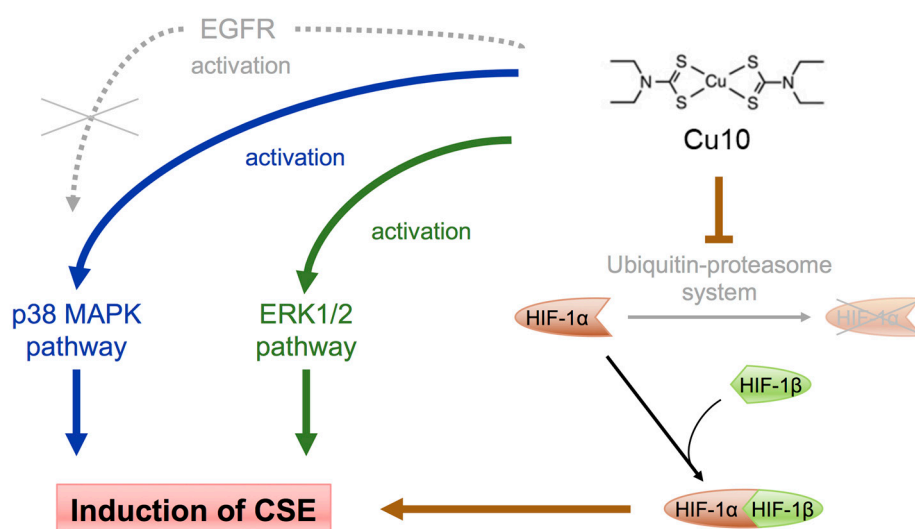 EGFR
activation
activation
activation
p38 MAPK
pathway
ERK1/2
pathway
N
S
S
Cu
S
S
N
Cu10
Ubiquitin-proteasome
system
HIF-1α
HIF-1α
HIF-1β
HIF-1α
HIF-1β
Induction of CSE